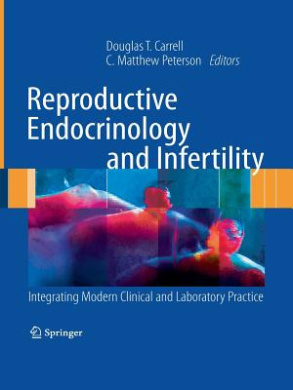 Douglas T. Carrell
C. Matthew Peterson Editors
Reproductive
Endocrinology
and Infertility
Integrating Modern Clinical and Laboratory Practice
Springer